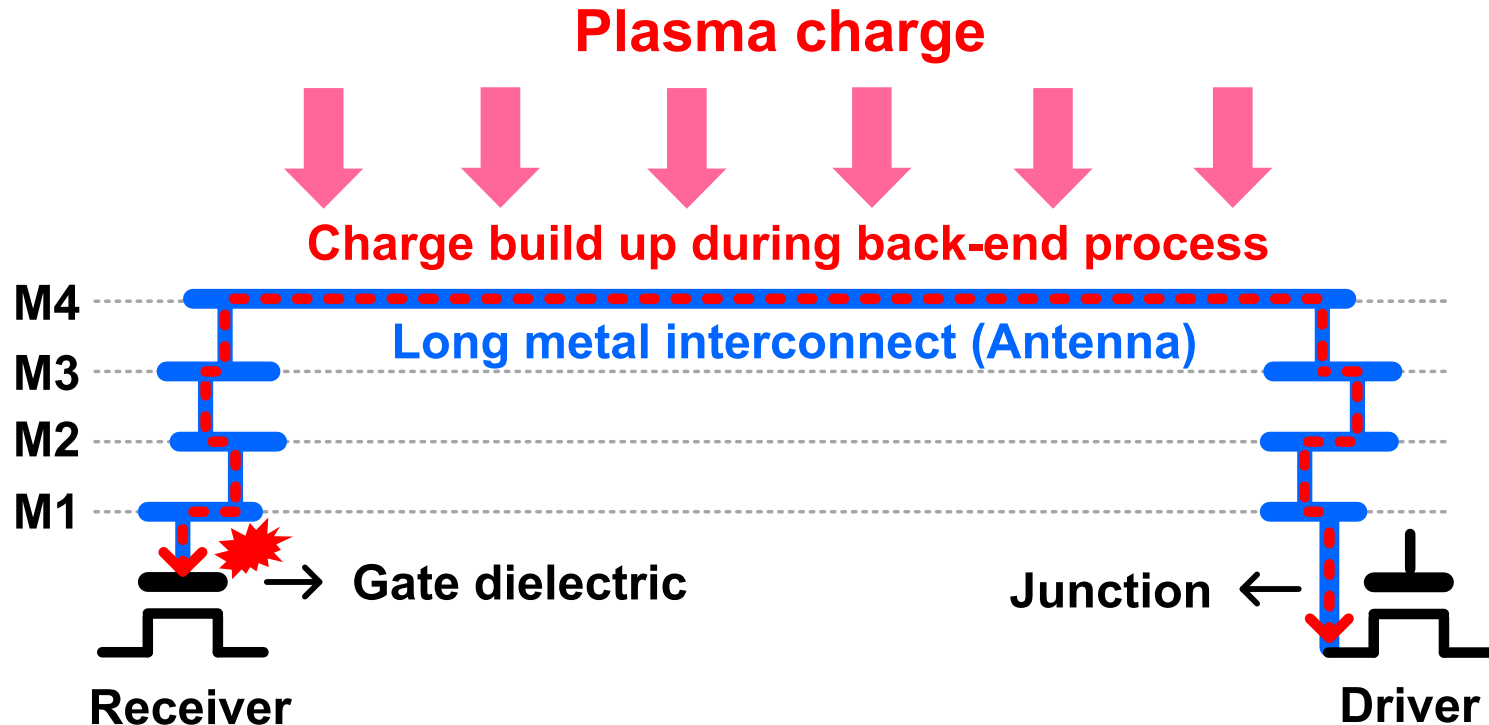 Plasma charge
Charge build up during back-end process
M4
Long metal interconnect (Antenna)
M3
M2
M1
Gate dielectric
Junction
Receiver
Driver